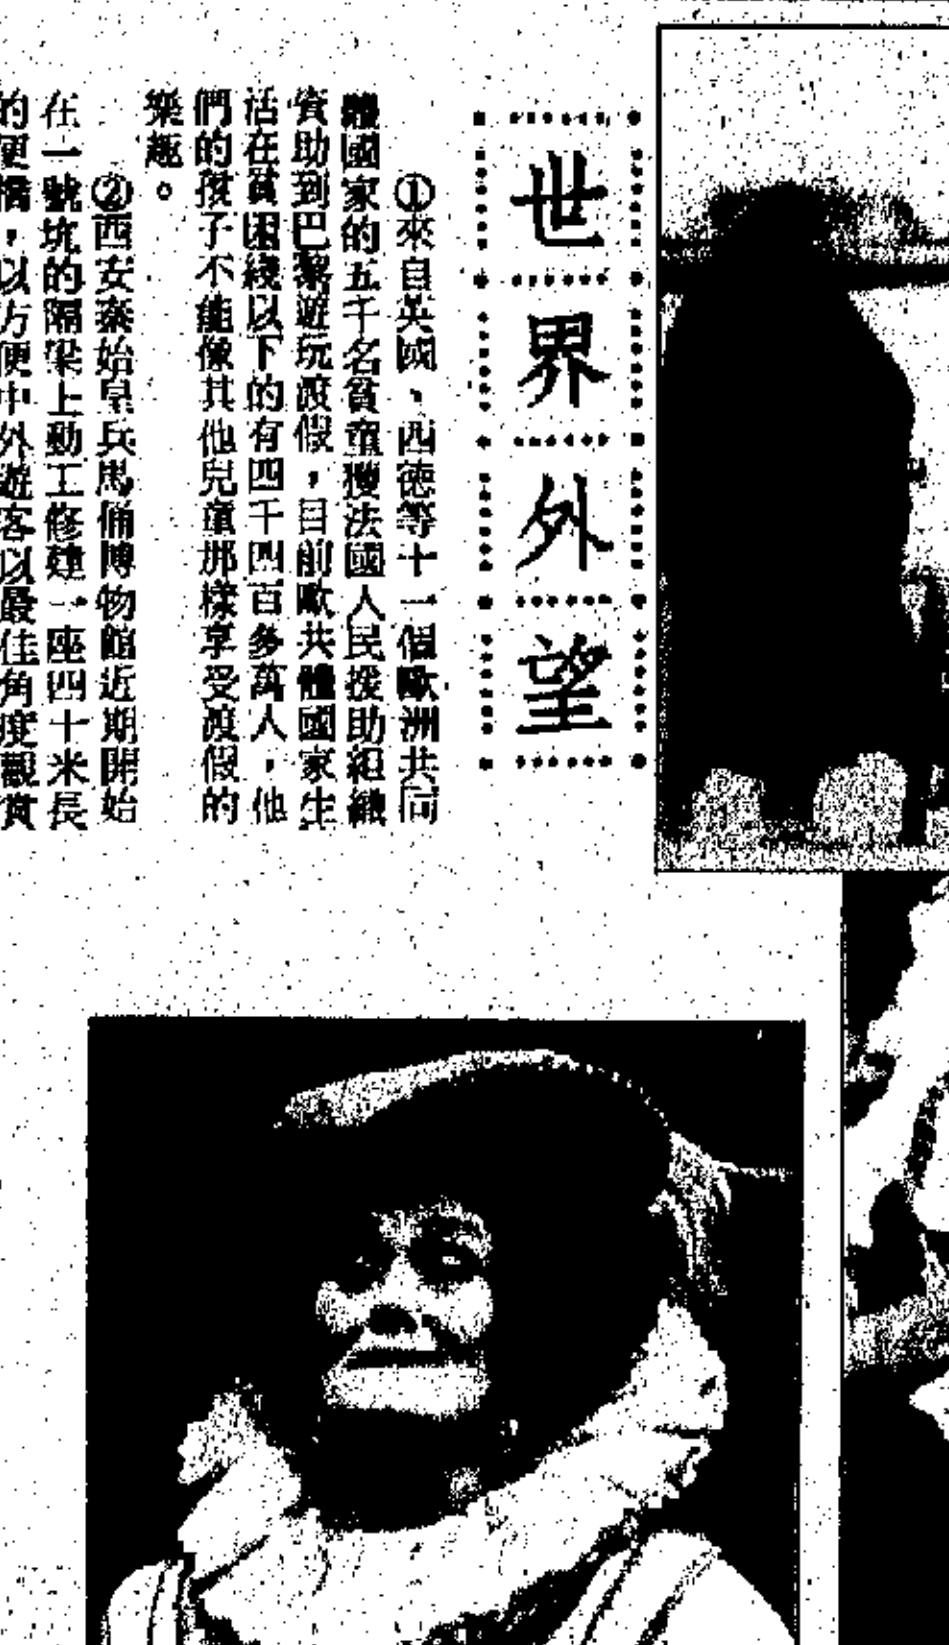 世界外望
①來自英國、西德等十一個歐洲共同
體國家的五千名貧童獲法國人民援助組織
資助到巴黎遊玩渡假，目前歐共體國家生
活在貧困綫以下的有四千四百多萬人，他
們的孩子不能像其他兒童那樣享受渡假的
樂趣。
②西安秦始皇兵馬俑博物館近期開始
在一號坑的隔梁上動工修建一座四十米長
的便橋，以方便中外遊客以最佳角度觀賞